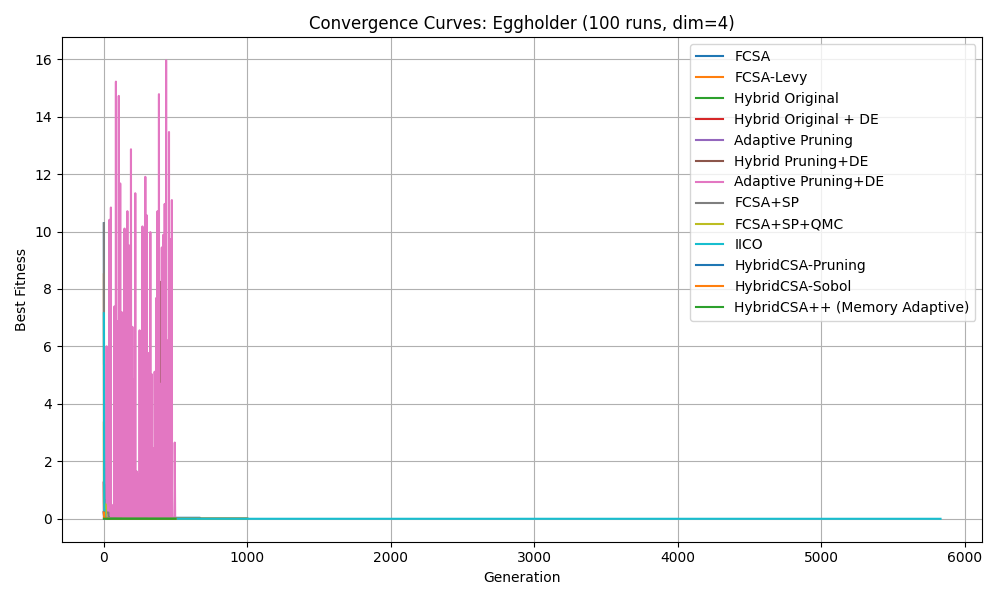 Convergence Curves: Eggholder (100 runs, dim=4)
Best Fitness
16
14
12
10
8
6
4
2
0
0 1000 2000 3000 4000 5000 6000
Generation
FCSA
FCSA-Levy
Hybrid Original
Hybrid Original + DE
Adaptive Pruning
Hybrid Pruning+DE
Adaptive Pruning+DE
FCSA+SP
FCSA+SP+QMC
IICO
HybridCSA-Pruning
HybridCSA-Sobol
HybridCSA++ (Memory Adaptive)